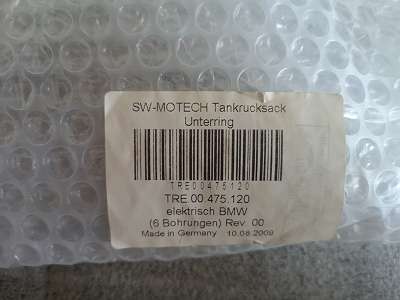 SW-MOTECH Tankrucksack
Unterring
TRE00475120
TRE.00.475.120
elektrisch BMW
(6 Bohrungen) Rev. 00
Made in Germany 10.08.2009